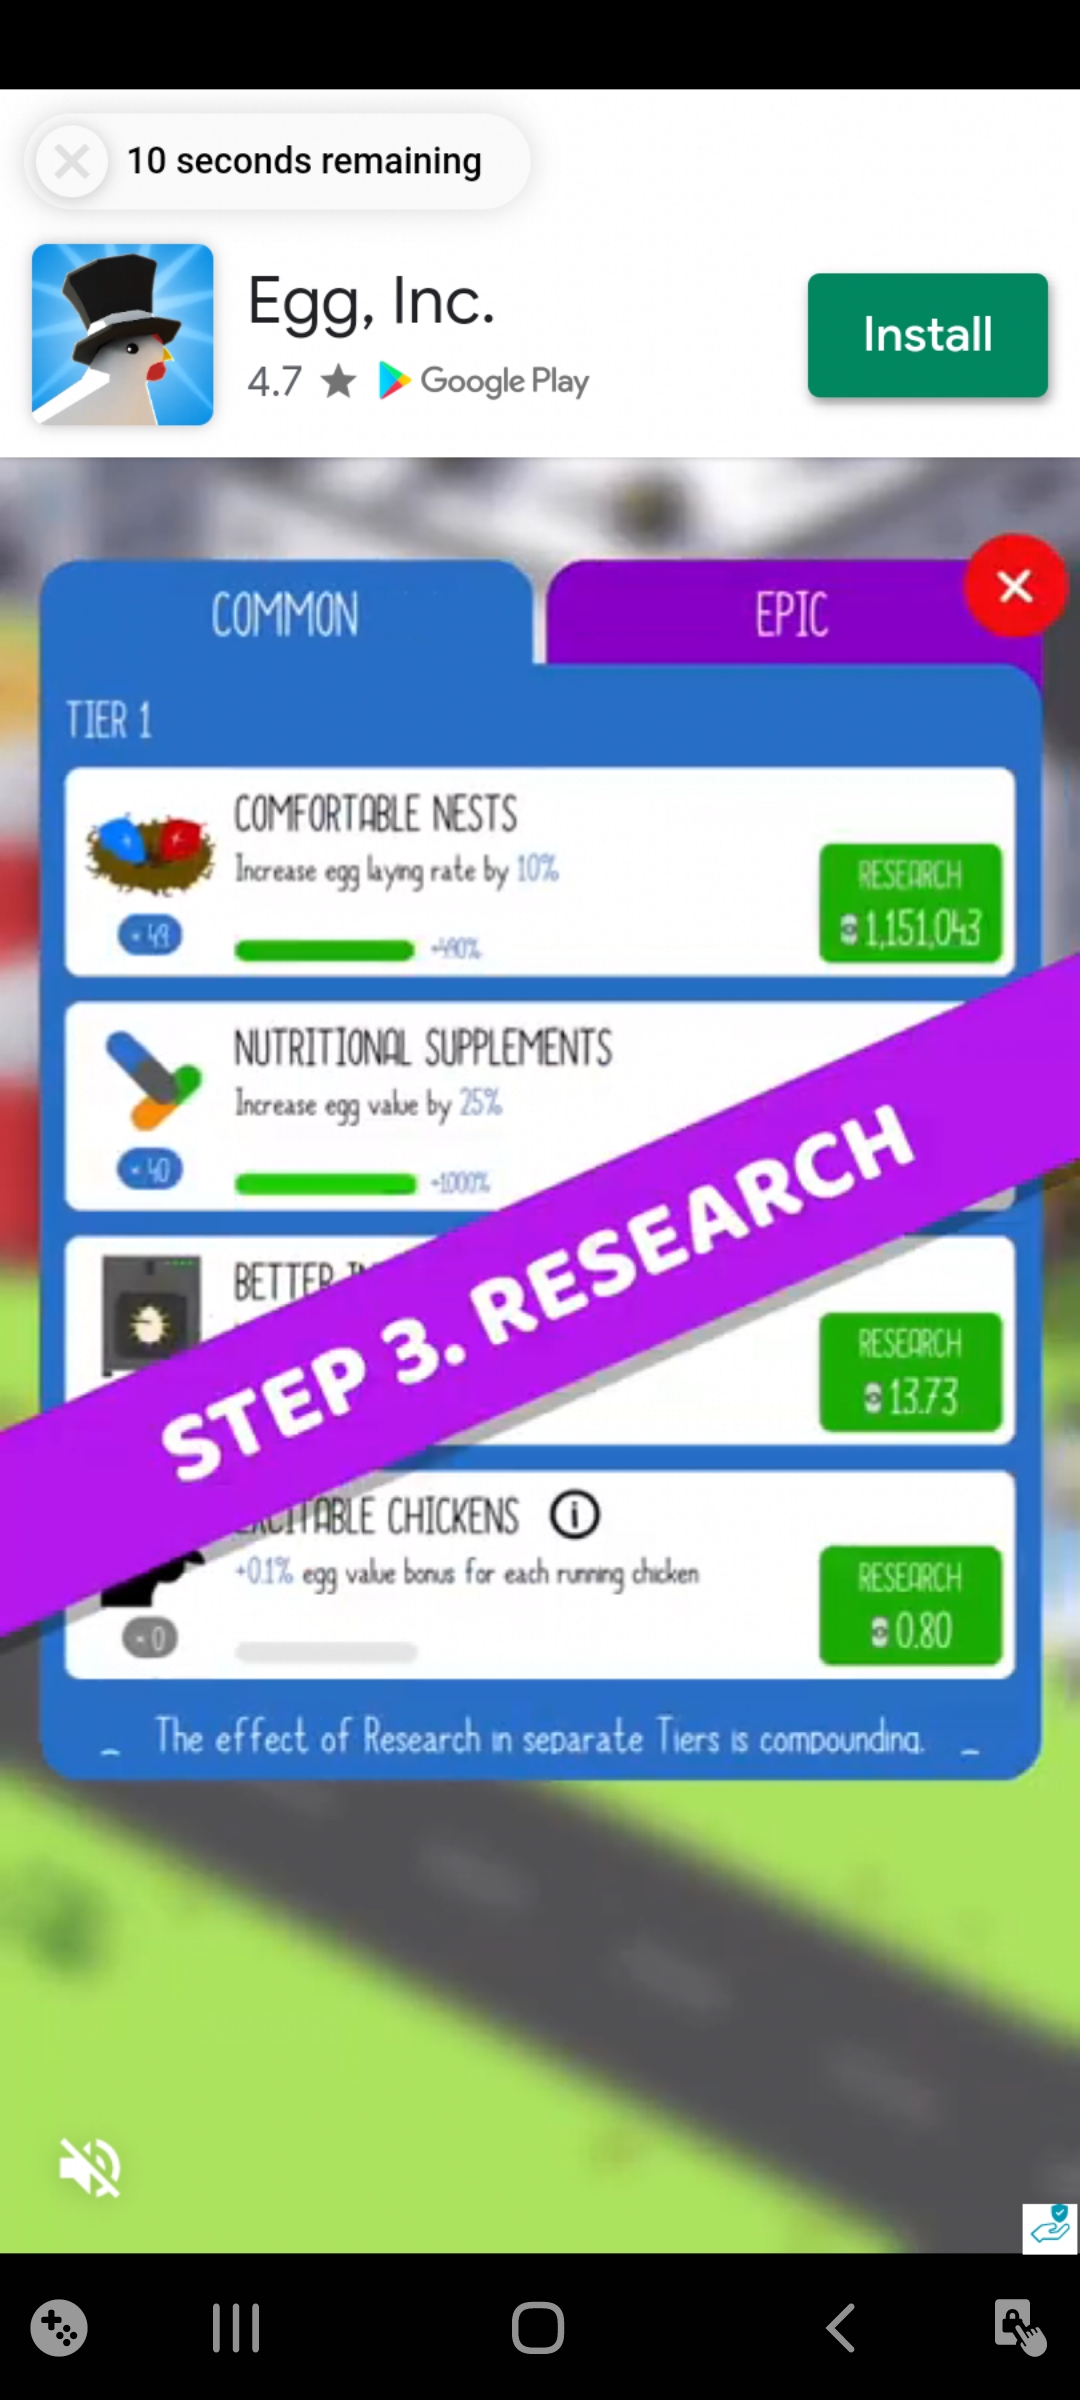 10 seconds remaining
Egg, Inc.
4.7 ★ Google Play
Install
COMMON
EPIC
TIER 1
COMFORTABLE NESTS
Increase egg laying rate by 10%
RESEARCH
1,151,043
× 49
+490%
NUTRITIONAL SUPPLEMENTS
Increase egg value by 25%
× 40
+1000%
STEP 3. RESEARCH
BETTER
RESEARCH
13.73
EXCITABLE CHICKENS
+0.1% egg value bonus for each running chicken
RESEARCH
0.80
× 0
The effect of Research in separate Tiers is compounding.